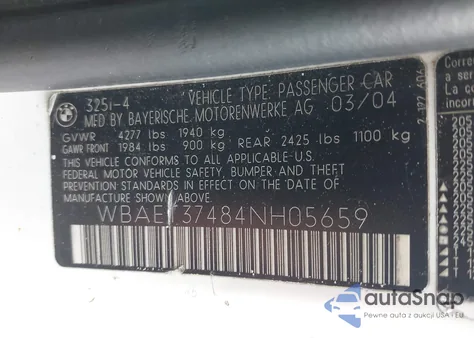 BMW
325i-4 VEHICLE TYPE PASSENGER CAR
MFD BY BAYERISCHE MOTORENWERKE AG 03/04
GVWR 4277 lbs 1940 kg
GAWR FRONT 1984 lbs 900 kg REAR 2425 lbs 1100 kg
THIS VEHICLE CONFORMS TO ALL APPLICABLE
FEDERAL MOTOR VEHICLE SAFETY, BUMPER AND THEFT
PREVENTION STANDARDS IN EFFECT ON THE DATE OF
MANUFACTURE SHOWN ABOVE.
37484NH05659
La
autoSnap
Pewne auta z aukcji USA i EU